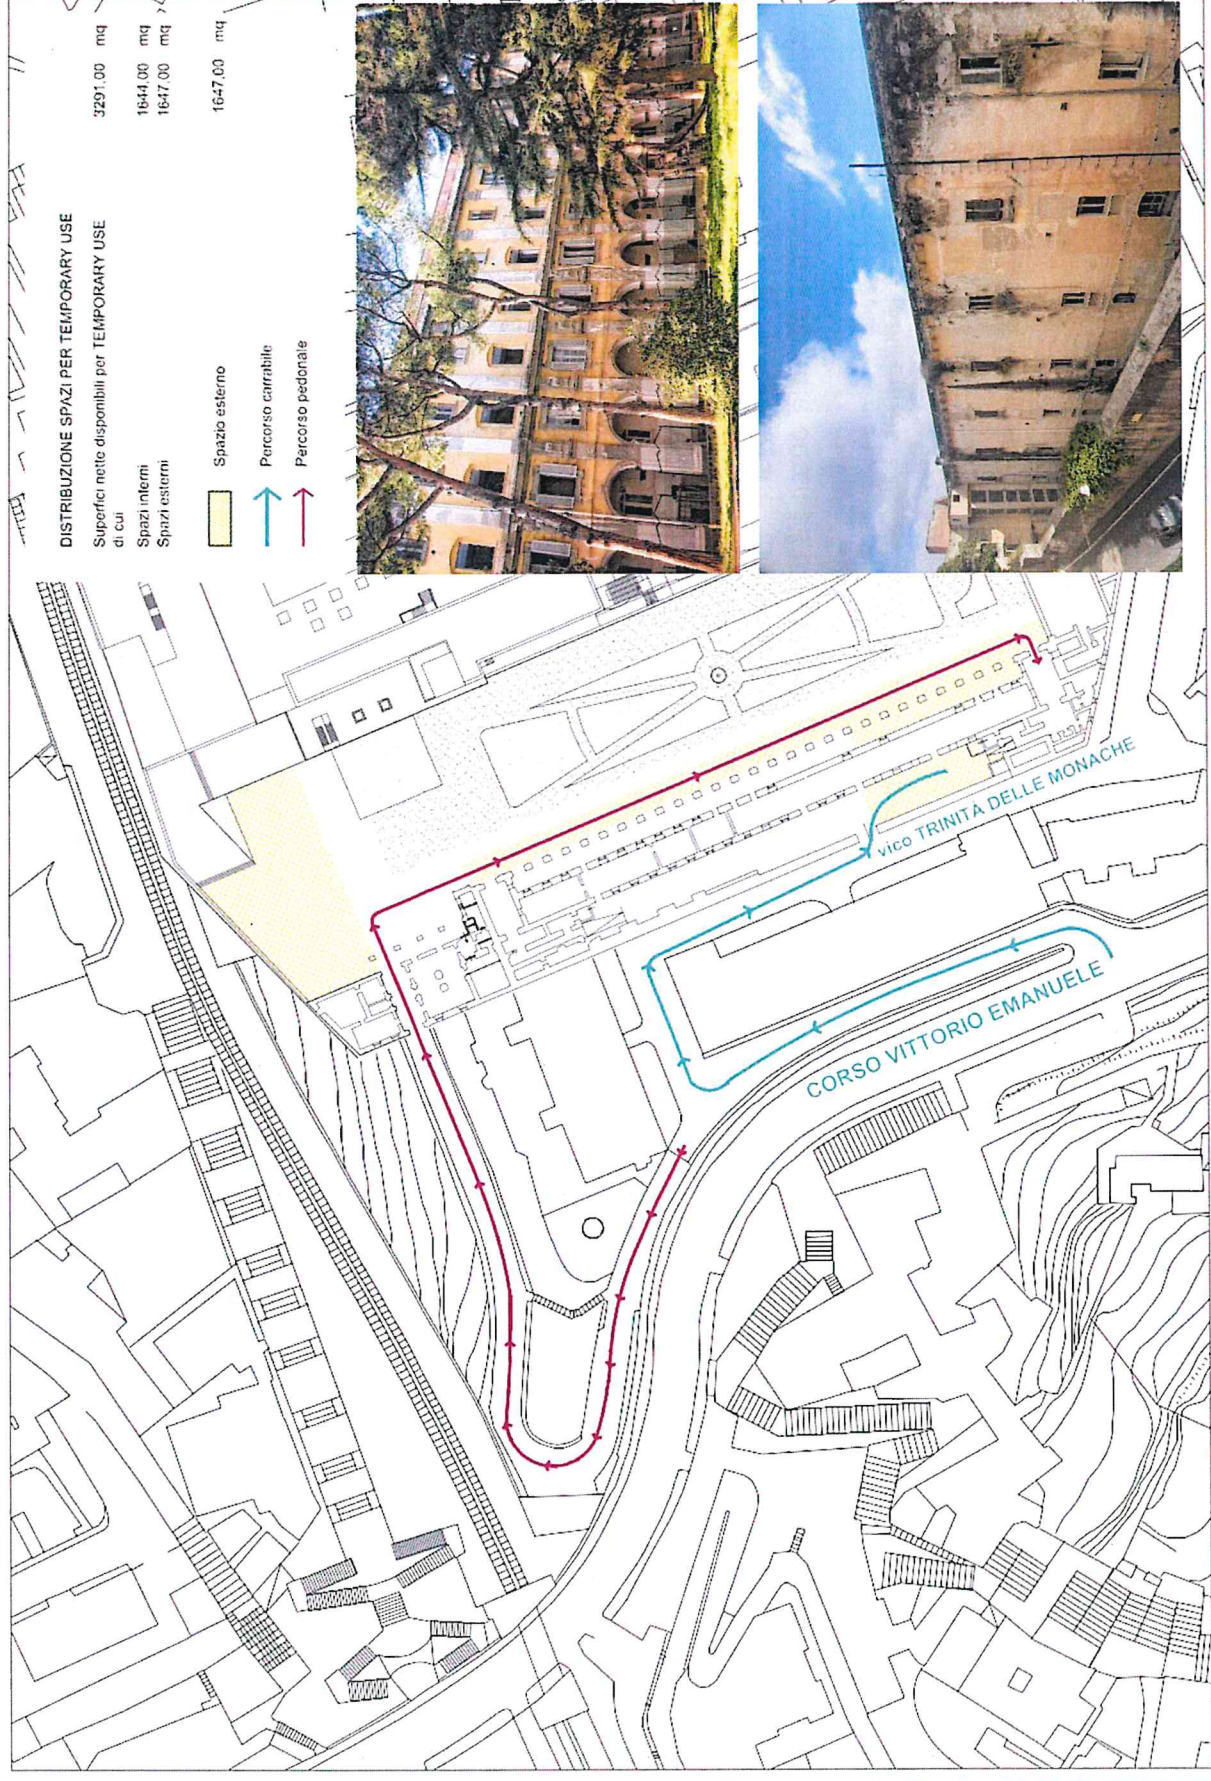 DISTRIBUZIONE SPAZI PER TEMPORARY USE
Superfici nette disponibili per TEMPORARY USE 3291,00 mq
di cui
Spazi interni 1644,00 mq
Spazi esterni 1647,00 mq
Spazio esterno 1647,00 mq
Percorso carrabile
Percorso pedonale
vico TRINITA DELLE MONACHE
CORSO VITTORIO EMANUELE